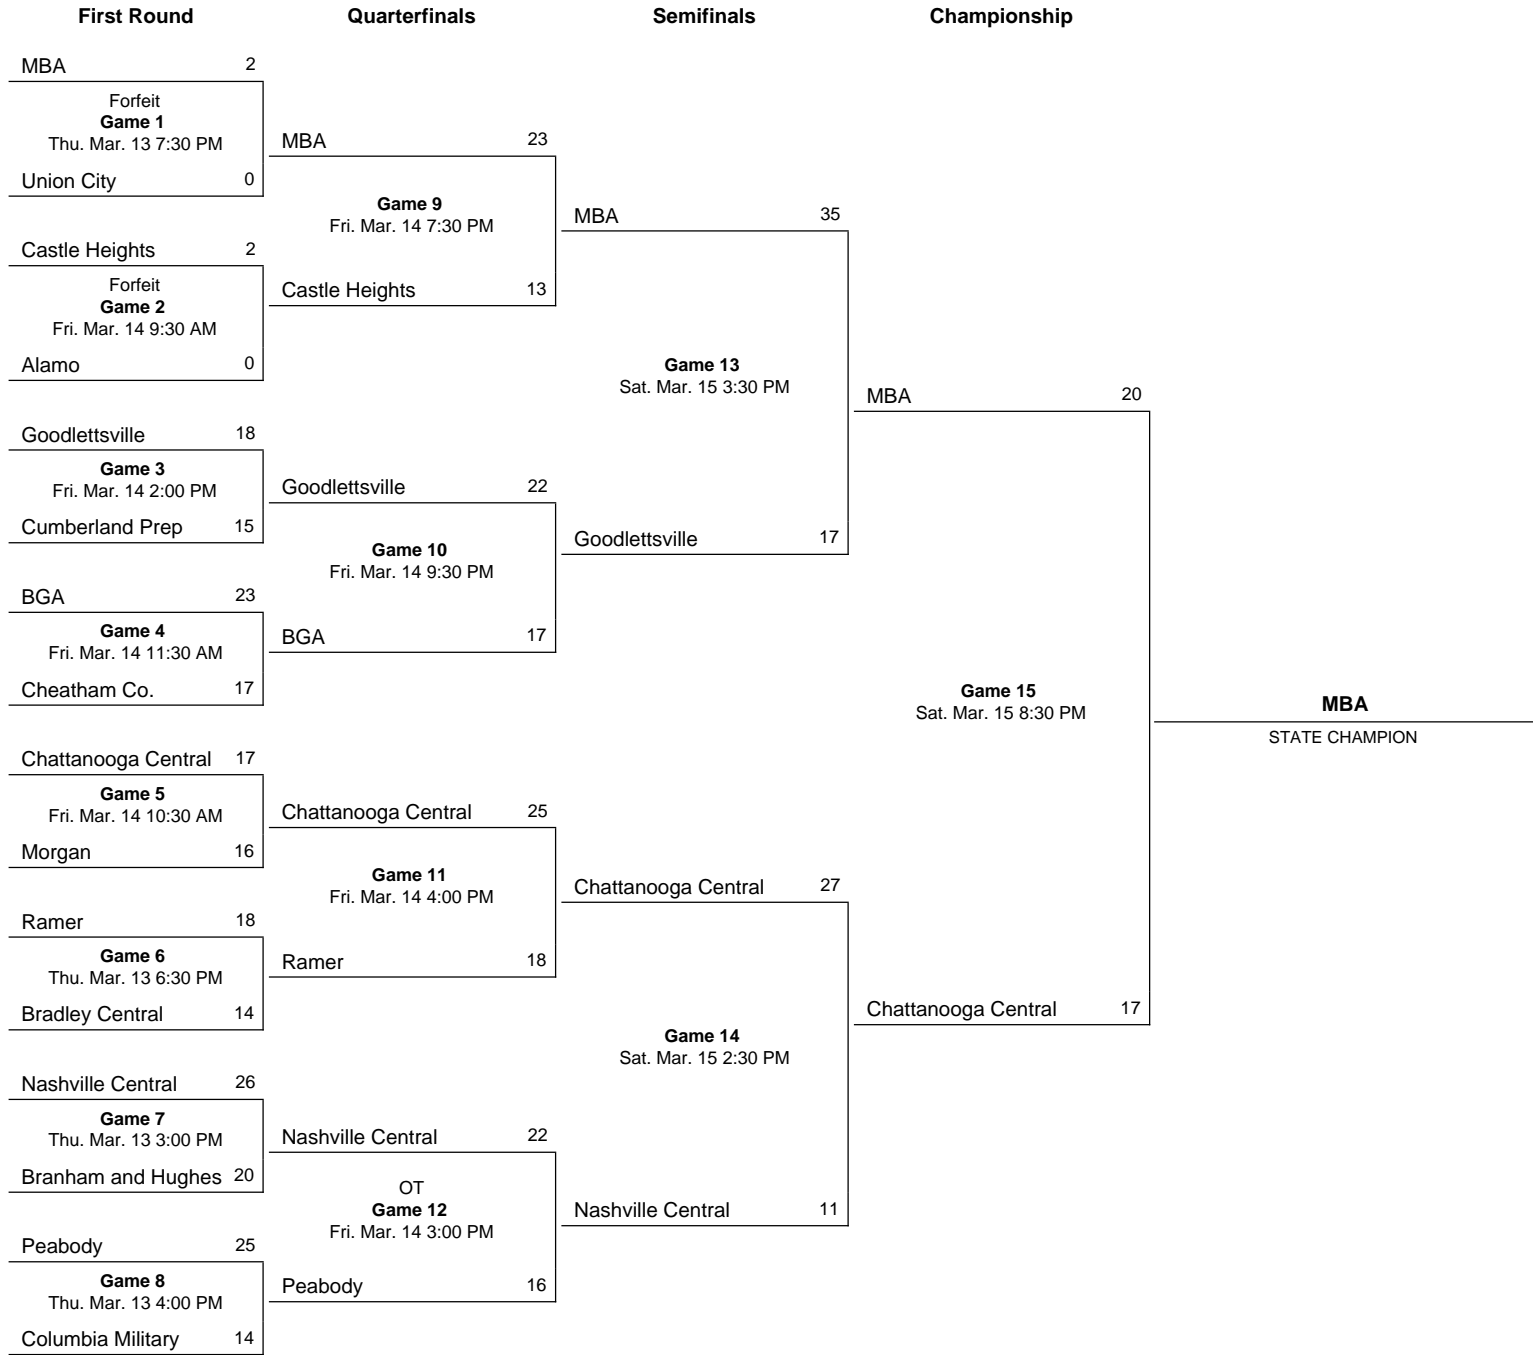 First Round
Quarterfinals
Semifinals
Championship
MBA 2
Forfeit
Game 1
Thu. Mar. 13 7:30 PM
Union City 0
Castle Heights 2
Forfeit
Game 2
Fri. Mar. 14 9:30 AM
Alamo 0
Goodlettsville 18
Game 3
Fri. Mar. 14 2:00 PM
Cumberland Prep 15
BGA 23
Game 4
Fri. Mar. 14 11:30 AM
Cheatham Co. 17
Chattanooga Central 17
Game 5
Fri. Mar. 14 10:30 AM
Morgan 16
Ramer 18
Game 6
Thu. Mar. 13 6:30 PM
Bradley Central 14
Nashville Central 26
Game 7
Thu. Mar. 13 3:00 PM
Branham and Hughes 20
Peabody 25
Game 8
Thu. Mar. 13 4:00 PM
Columbia Military 14
MBA 23
Game 9
Fri. Mar. 14 7:30 PM
Castle Heights 13
Goodlettsville 22
Game 10
Fri. Mar. 14 9:30 PM
BGA 17
Chattanooga Central 25
Game 11
Fri. Mar. 14 4:00 PM
Ramer 18
Nashville Central 22
OT
Game 12
Fri. Mar. 14 3:00 PM
Peabody 16
MBA 35
Game 13
Sat. Mar. 15 3:30 PM
Goodlettsville 17
Chattanooga Central 27
Game 14
Sat. Mar. 15 2:30 PM
Nashville Central 11
MBA 20
Game 15
Sat. Mar. 15 8:30 PM
Chattanooga Central 17
MBA
STATE CHAMPION